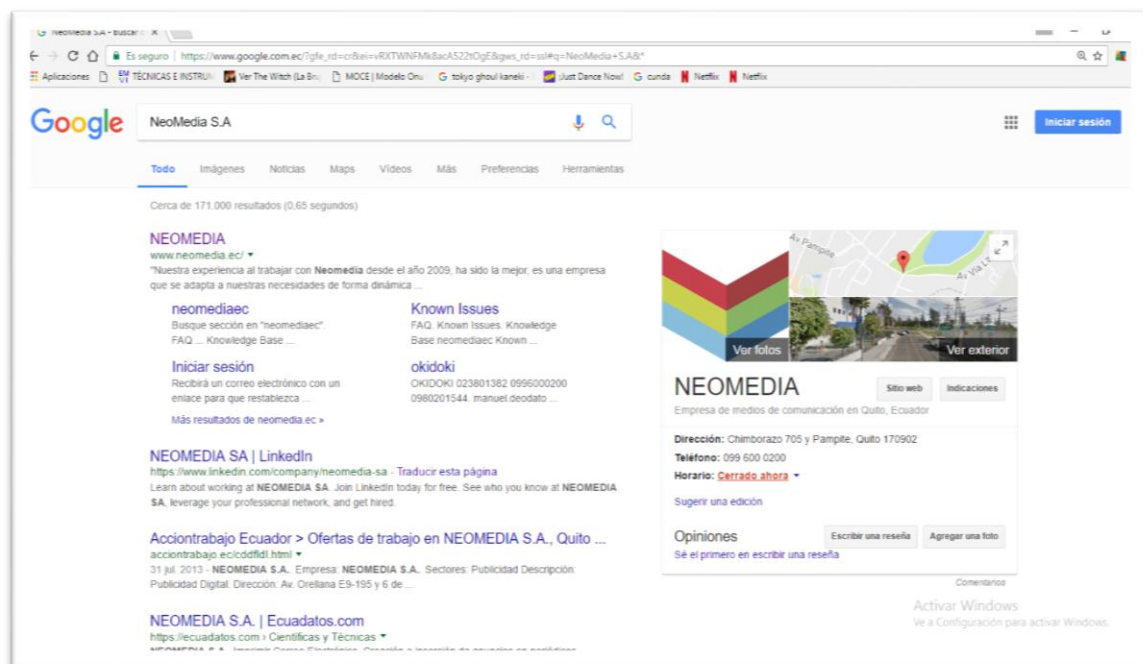 NeoMedia S.A - Buscar
Es seguro | https://www.google.com.ec/?gfe_rd=cr&ei=vRXTWNFMk8acA522tOgE&gws_rd=ssl#q=NeoMedia+S.A&*
Aplicaciones TÉCNICAS E INSTRUM Ver The Witch (La Bru MOCE | Modelo Onu tokyo ghoul kaneki - ¡Just Dance Now! cunda Netflix Netflix
Google NeoMedia S.A Iniciar sesión
Todo Imágenes Noticias Maps Vídeos Más Preferencias Herramientas
Cerca de 171.000 resultados (0,65 segundos)
NEOMEDIA
www.neomedia.ec/
"Nuestra experiencia al trabajar con Neomedia desde el año 2009, ha sido la mejor, es una empresa
que se adapta a nuestras necesidades de forma dinámica ...
neomediaec
Busque sección en "neomediaec".
FAQ ... Knowledge Base ...
Known Issues
FAQ. Known Issues. Knowledge
Base neomediaec Known ...
Iniciar sesión
Recibirá un correo electrónico con un
enlace para que restablezca ...
okidoki
OKIDOKI 023801382 0996000200
0980201544. manuel deodato ...
Más resultados de neomedia.ec »
NEOMEDIA SA | LinkedIn
https://www.linkedin.com/company/neomedia-sa - Traducir esta página
Learn about working at NEOMEDIA SA. Join LinkedIn today for free. See who you know at NEOMEDIA
SA, leverage your professional network, and get hired.
Acciontrabajo Ecuador > Ofertas de trabajo en NEOMEDIA S.A., Quito ...
acciontrabajo.ec/cddfldl.html
31 jul. 2013 - NEOMEDIA S.A.. Empresa: NEOMEDIA S.A.. Sectores: Publicidad Descripción:
Publicidad Digital. Dirección: Av. Orellana E9-195 y 6 de ...
NEOMEDIA S.A. | Ecuadatos.com
https://ecuadatos.com › Científicas y Técnicas
Av Pampite
Av Vía
Ver fotos
Ver exterior
NEOMEDIA
Sitio web
Indicaciones
Empresa de medios de comunicación en Quito, Ecuador
Dirección: Chimborazo 705 y Pampite, Quito 170902
Teléfono: 099 600 0200
Horario: Cerrado ahora
Sugerir una edición
Opiniones
Escribir una reseña
Agregar una foto
Sé el primero en escribir una reseña
Comentarios
Activar Windows
Ve a Configuración para activar Windows.